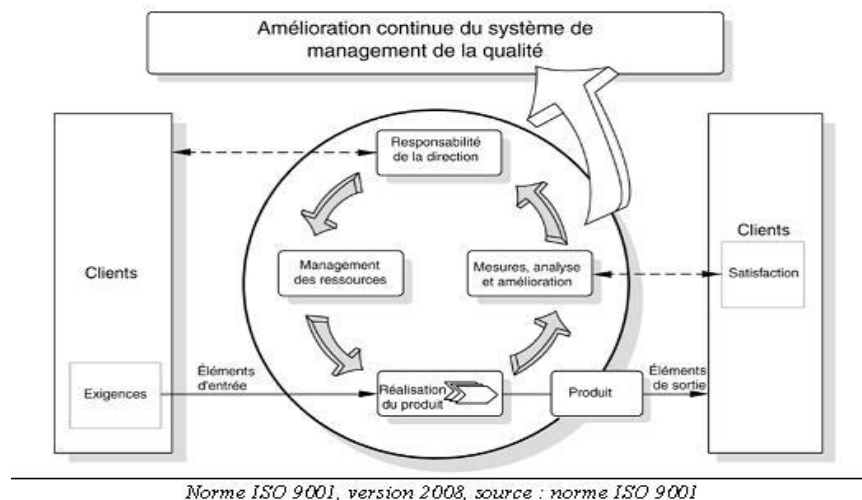 Amélioration continue du système de
management de la qualité
Responsabilité
de la direction
Clients
Clients
Management
des ressources
Mesures, analyse
et amélioration
Satisfaction
Éléments
d'entrée
Éléments
de sortie
Exigences
Réalisation
du produit
Produit
Norme ISO 9001, version 2008, source : norme ISO 9001